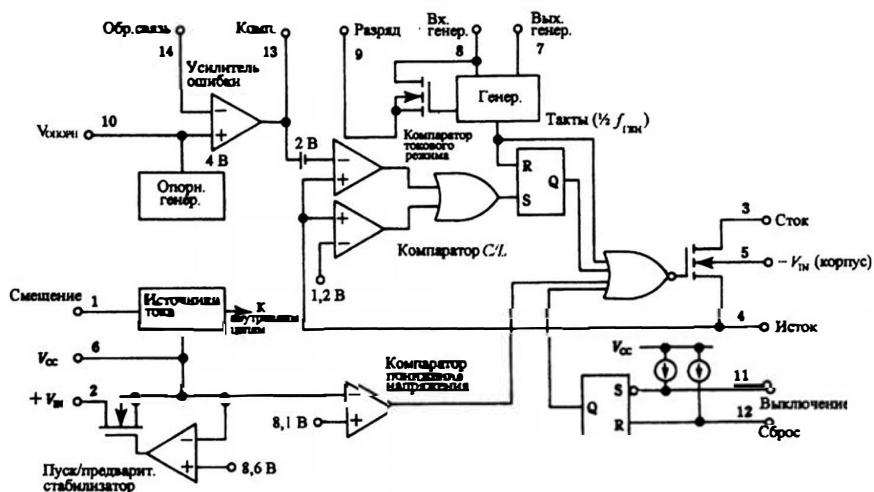 Обр.связь
14
Комп.
13
Разряд
9
Вх.
генер.
8
Вых.
генер.
7
Усилитель
ошибки
10
Vопорн
4 В
Опорн.
генер.
2 В
Компаратор
токового
режима
Генер.
Такты (½ fген)
R
Q
S
Компаратор C/L
1,2 В
3
Сток
5
− VIN (корпус)
4
Исток
Смещение
1
Источники
тока
К
внутренним
цепям
VCC
6
+ VIN
2
Компаратор
понижения
напряжения
8,1 В
8,6 В
Пуск/предварит.
стабилизатор
VCC
Q
S
R
11
Выключение
12
Сброс